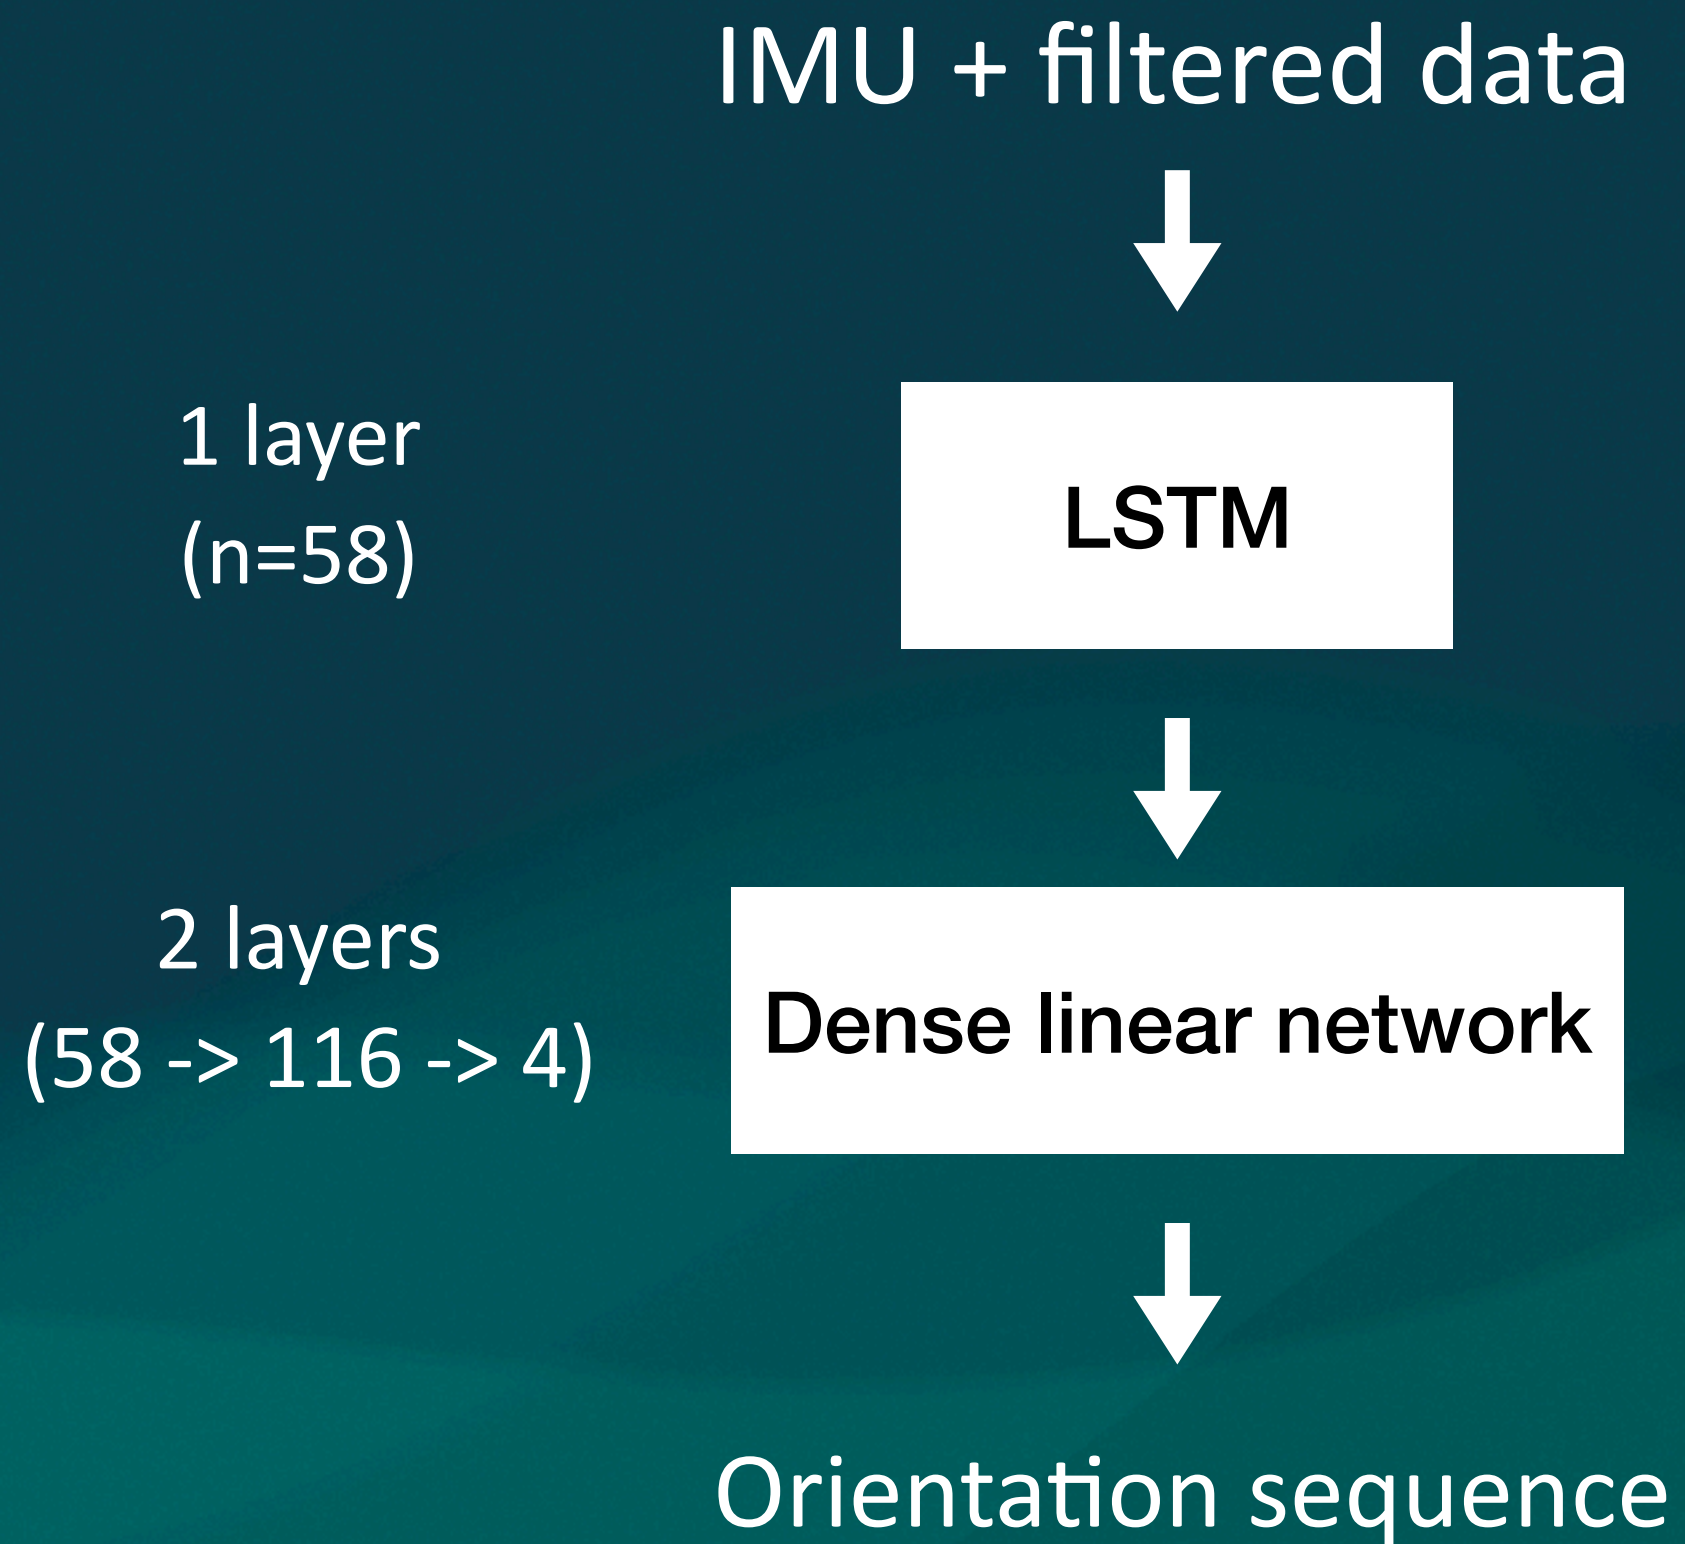 IMU + filtered data
1 layer
(n=58)
LSTM
2 layers
(58 -> 116 -> 4)
Dense linear network
Orientation sequence